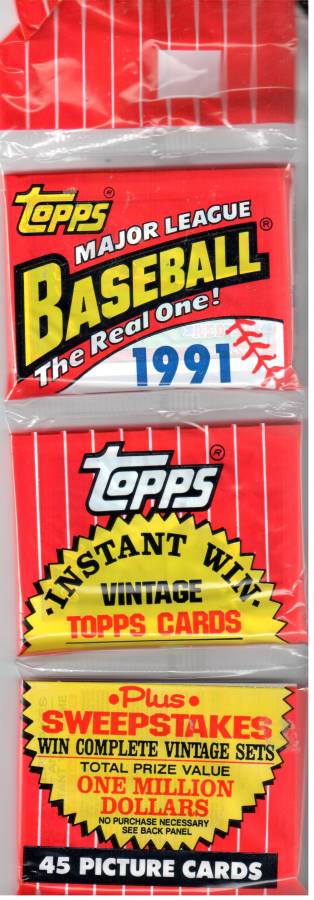 Topps®
MAJOR LEAGUE
BASEBALL®
The Real One!
1991
Topps®
•INSTANT WIN•
VINTAGE
TOPPS CARDS
•Plus•
SWEEPSTAKES
WIN COMPLETE VINTAGE SETS
TOTAL PRIZE VALUE
ONE MILLION
DOLLARS
NO PURCHASE NECESSARY
SEE BACK PANEL
45 PICTURE CARDS